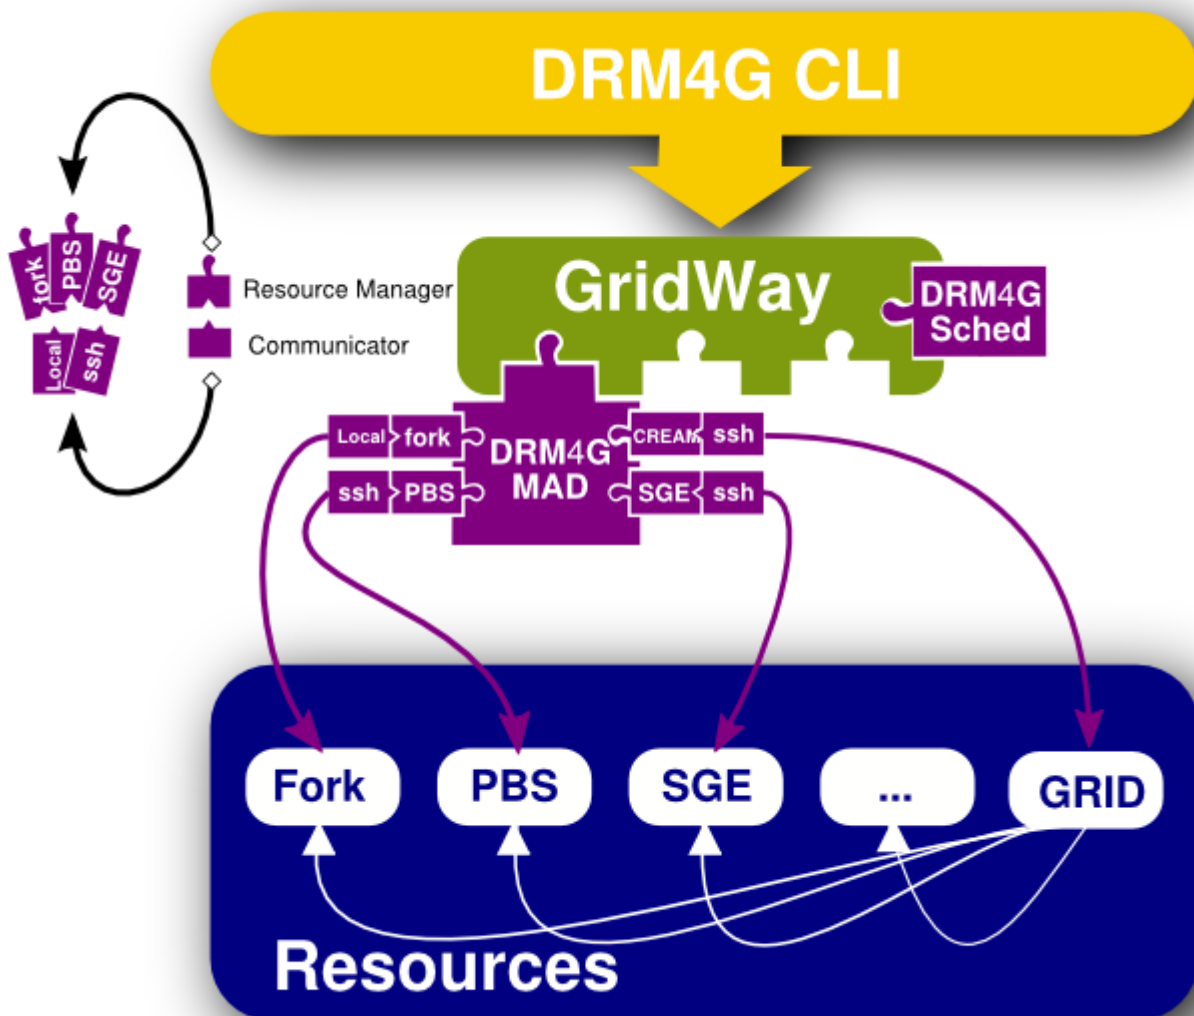 DRM4G CLI
fork
PBS
SGE
Local
ssh
Resource Manager
Communicator
GridWay
DRM4G
Sched
Local
fork
ssh
PBS
DRM4G
MAD
CREAM
ssh
SGE
ssh
Fork
PBS
SGE
...
GRID
Resources